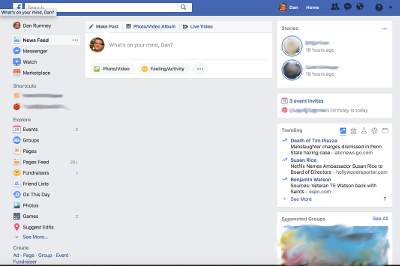 Search
Dan
Home
What's on your mind, Dan?
Dan Rumney
News Feed
Messenger
Watch
Marketplace
Shortcuts
Explore
Events 2
Groups
Pages
Pages Feed 20+
Fundraisers 1
Friend Lists
On This Day
Photos
Games 2
Suggest Edits
See More...
Create
Ad · Page · Group · Event ·
Fundraiser
Make Post
Photo/Video Album
Live Video
What's on your mind, Dan?
Photo/Video
Feeling/Activity
Stories
18 hours ago
18 hours ago
3 event invites
birthday is today
Trending
Death of Tim Piazza
Manslaughter charges dismissed in Penn
State hazing case - abcnews.go.com
Susan Rice
Netflix Names Ambassador Susan Rice to
Board of Directors - hollywoodreporter.com
Benjamin Watson
Sources: Veteran TE Watson back with
Saints - espn.com
See More
Suggested Groups
See All